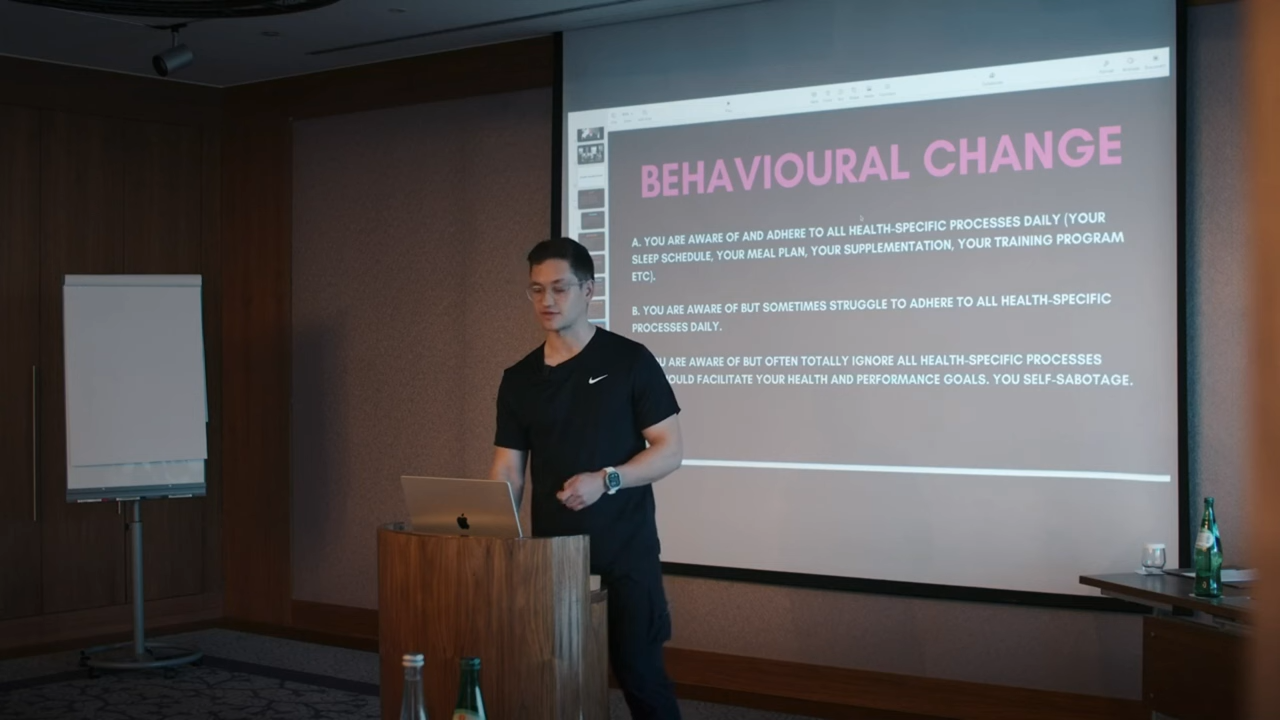 BEHAVIOURAL CHANGE
A. YOU ARE AWARE OF AND ADHERE TO ALL HEALTH-SPECIFIC PROCESSES DAILY (YOUR
SLEEP SCHEDULE, YOUR MEAL PLAN, YOUR SUPPLEMENTATION, YOUR TRAINING PROGRAM
ETC).
B. YOU ARE AWARE OF BUT SOMETIMES STRUGGLE TO ADHERE TO ALL HEALTH-SPECIFIC
PROCESSES DAILY.
ARE AWARE OF BUT OFTEN TOTALLY IGNORE ALL HEALTH-SPECIFIC PROCESSES
FACILITATE YOUR HEALTH AND PERFORMANCE GOALS. YOU SELF-SABOTAGE.